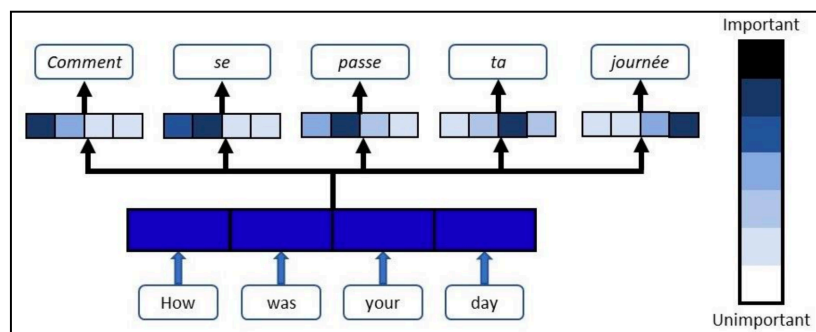 Important
Comment se passe ta journée
How was your day
Unimportant